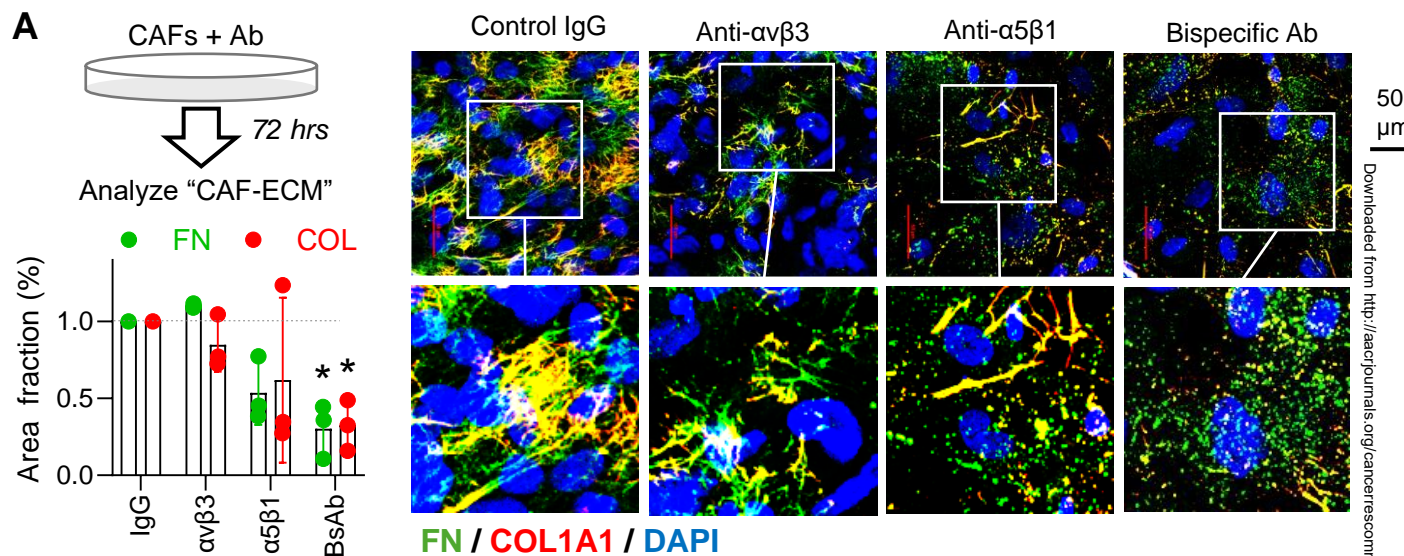 A
CAFs + Ab
72 hrs
Analyze “CAF-ECM”
FN COL
Area fraction (%)
1.0
0.5
0.0
IgG
αvβ3
α5β1
BsAb
* *
Control IgG
Anti-αvβ3
Anti-α5β1
Bispecific Ab
50
μm
FN / COL1A1 / DAPI
Downloaded from http://aacrjournals.org/cancerrescomm